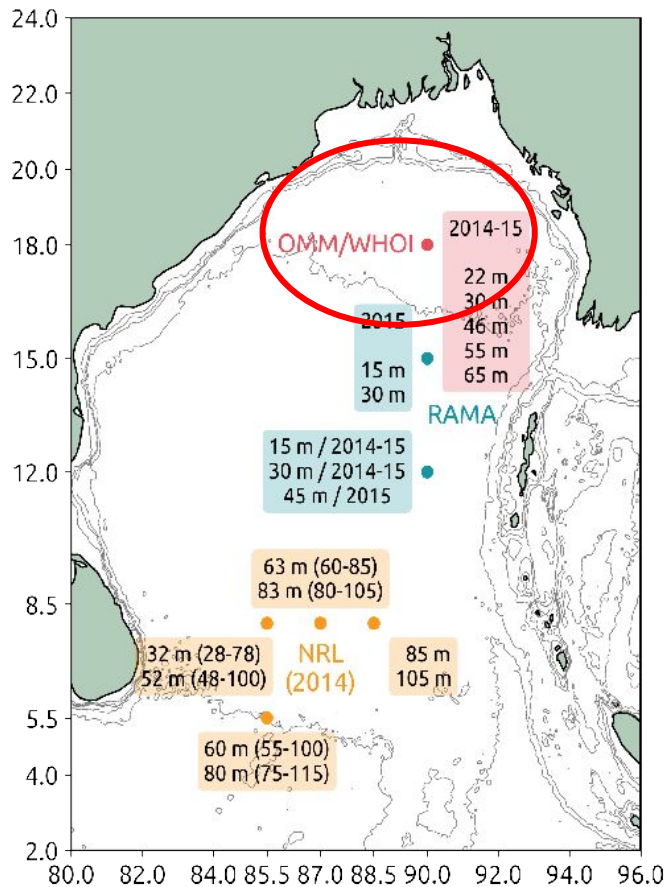 24.0
22.0
20.0
18.0
15.0
12.0
8.5
5.5
4.0
2.0
OMM/WHOI
2014-15
22 m
30 m
46 m
55 m
65 m
2015
15 m
30 m
RAMA
15 m / 2014-15
30 m / 2014-15
45 m / 2015
63 m (60-85)
83 m (80-105)
32 m (28-78)
52 m (48-100)
NRL
(2014)
85 m
105 m
60 m (55-100)
80 m (75-115)
80.0 82.0 84.0 85.5 87.0 88.5 90.0 92.0 94.0 96.0